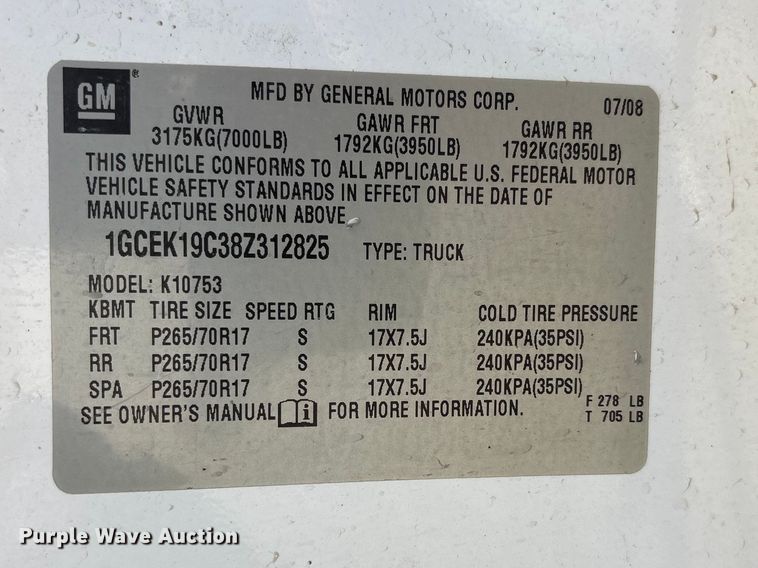 GM ®
MFD BY GENERAL MOTORS CORP. 07/08
GVWR GAWR FRT GAWR RR
3175KG(7000LB) 1792KG(3950LB) 1792KG(3950LB)
THIS VEHICLE CONFORMS TO ALL APPLICABLE U.S. FEDERAL MOTOR
VEHICLE SAFETY STANDARDS IN EFFECT ON THE DATE OF
MANUFACTURE SHOWN ABOVE.
1GCEK19C38Z312825 TYPE: TRUCK
MODEL: K10753
KBMT TIRE SIZE SPEED RTG RIM COLD TIRE PRESSURE
FRT P265/70R17 S 17X7.5J 240KPA(35PSI)
RR P265/70R17 S 17X7.5J 240KPA(35PSI)
SPA P265/70R17 S 17X7.5J 240KPA(35PSI)
SEE OWNER'S MANUAL i FOR MORE INFORMATION.
F 278 LB
T 705 LB
Purple Wave Auction